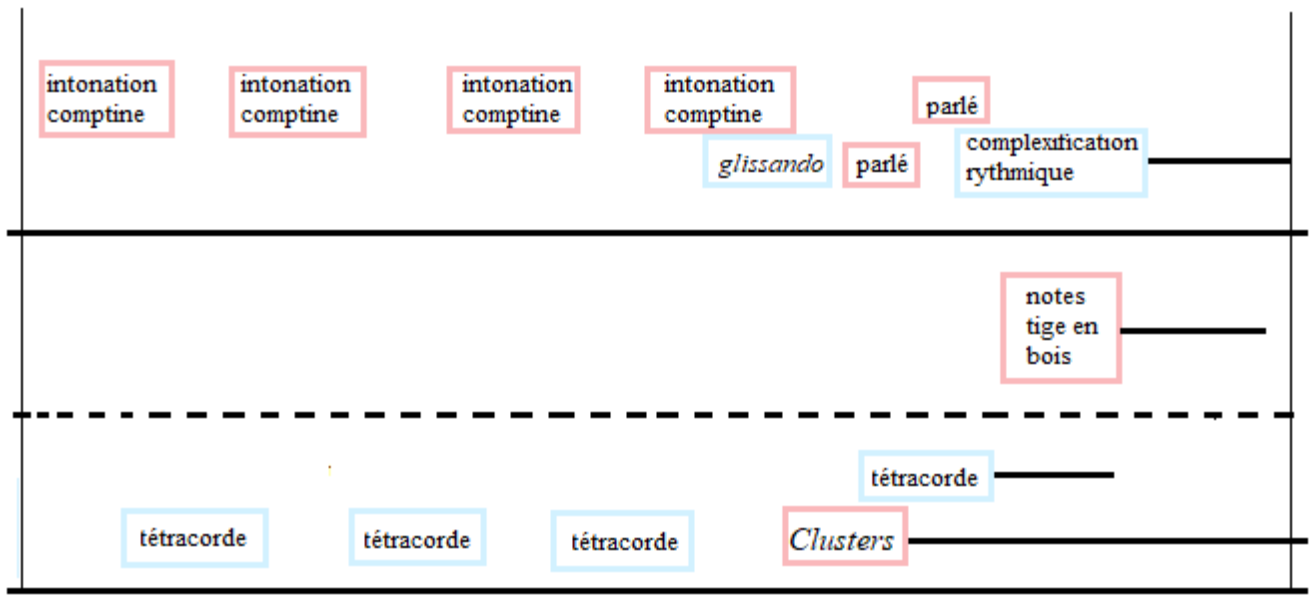 intonation
comptine
intonation
comptine
intonation
comptine
intonation
comptine
parlé
glissando
parlé
complexification
rythmique
notes
tige en
bois
tétracorde
tétracorde
tétracorde
tétracorde
Clusters